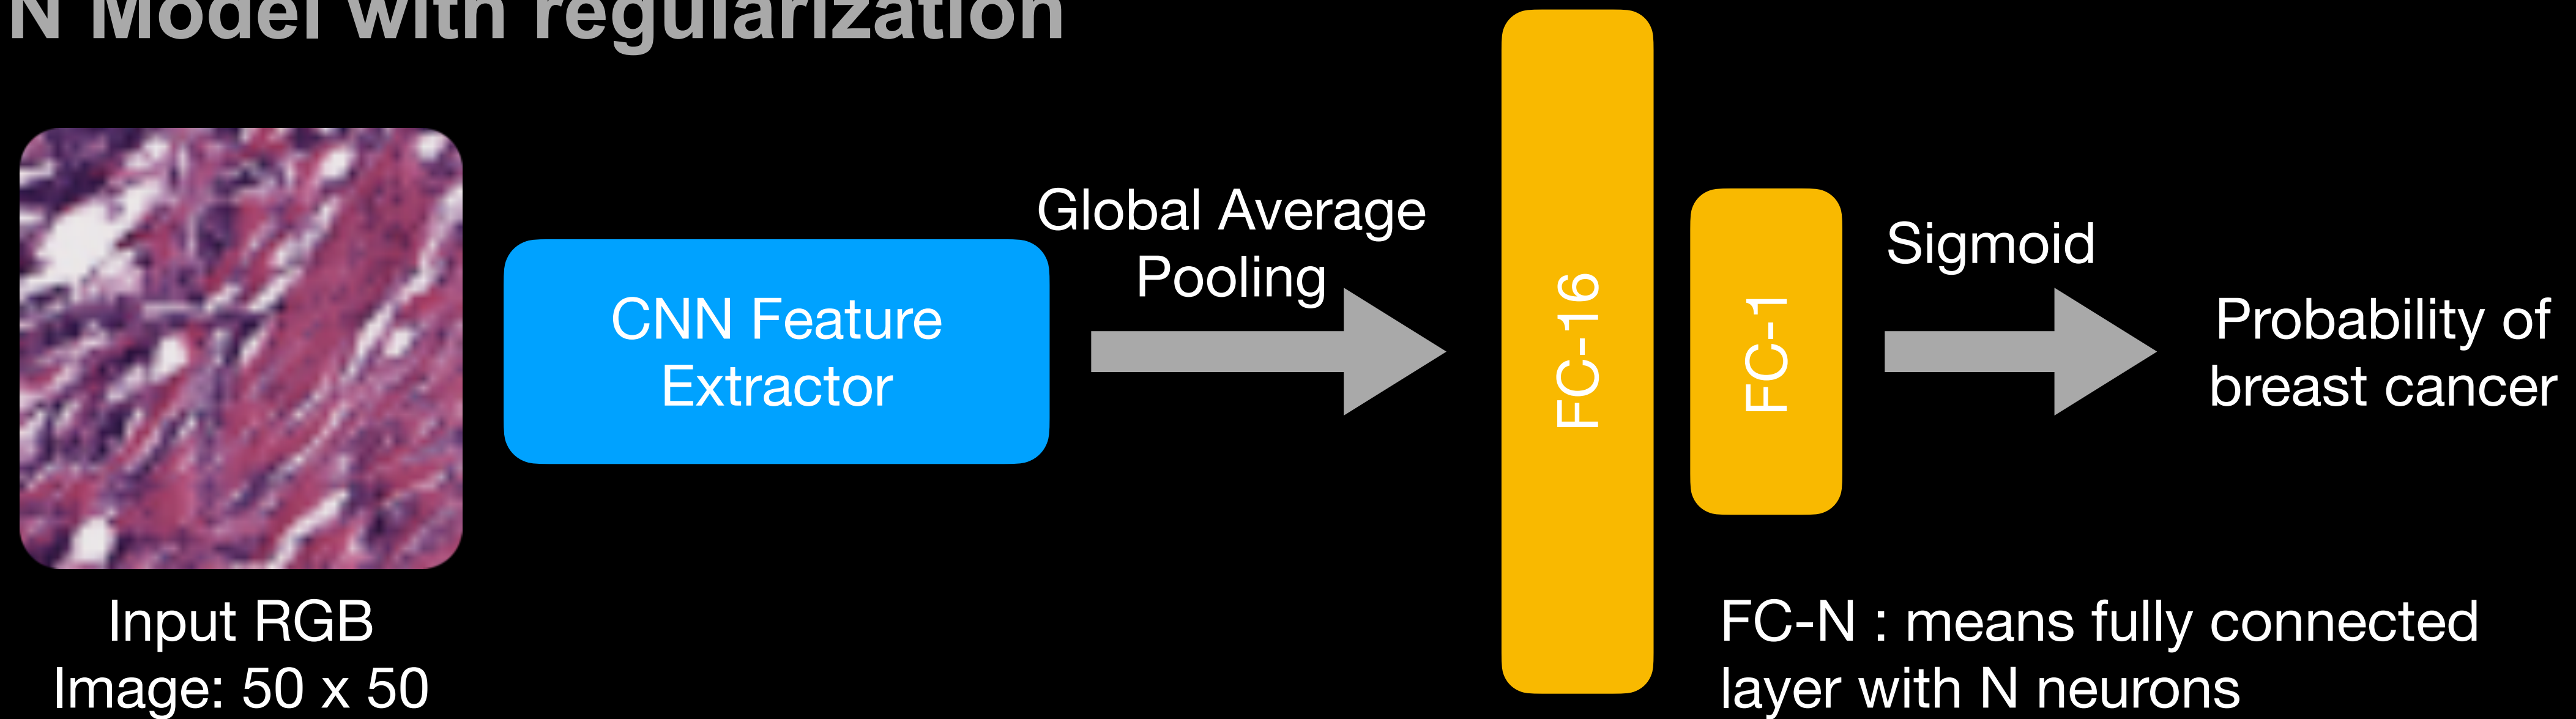 N Model with regularization
Global Average
Pooling
CNN Feature
Extractor
FC-16
FC-1
Sigmoid
Probability of
breast cancer
Input RGB
Image: 50 x 50
FC-N : means fully connected
layer with N neurons